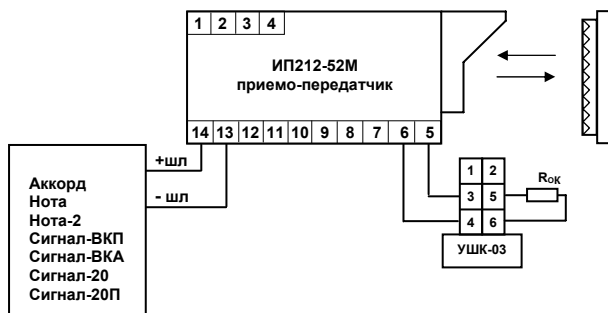 1 2 3 4
ИП212-52М
приемо-передатчик
14 13 12 11 10 9 8 7 6 5
+шл
- шл
Аккорд
Нота
Нота-2
Сигнал-ВКП
Сигнал-ВКА
Сигнал-20
Сигнал-20П
1 2
3 5
4 6
Rок
УШК-03